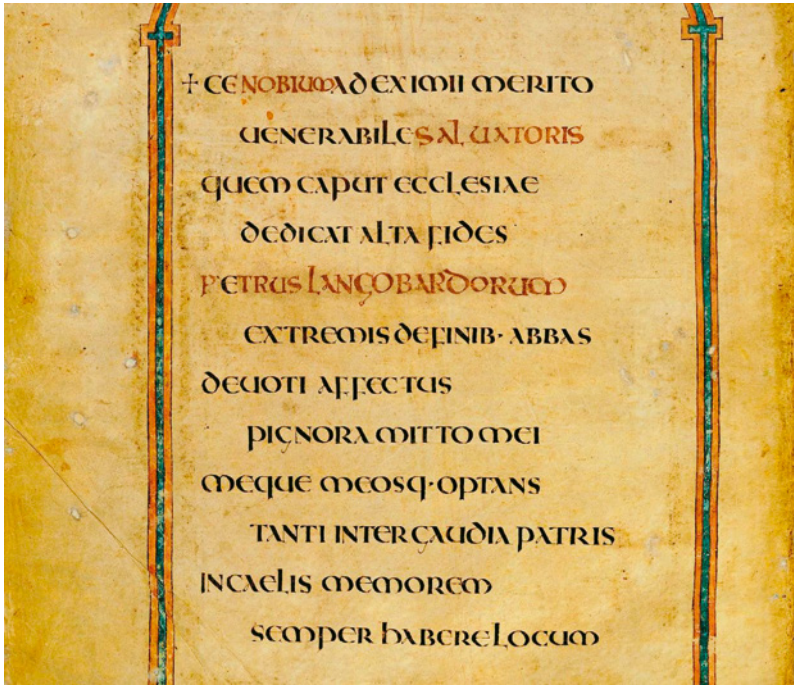 + CENOBIUM AD EXIMII MERITO
UENERABILE SALUATORIS
QUEM CAPUT ECCLESIAE
DEDICAT ALTA FIDES
PETRUS LANGOBARDORUM
EXTREMIS DE FINIB· ABBAS
DEUOTI AFFECTUS
PIGNORA MITTO MEI
MEQUE MEOSQ· OPTANS
TANTI INTER GAUDIA PATRIS
IN CAELIS MEMOREM
SEMPER HABERE LOCUM